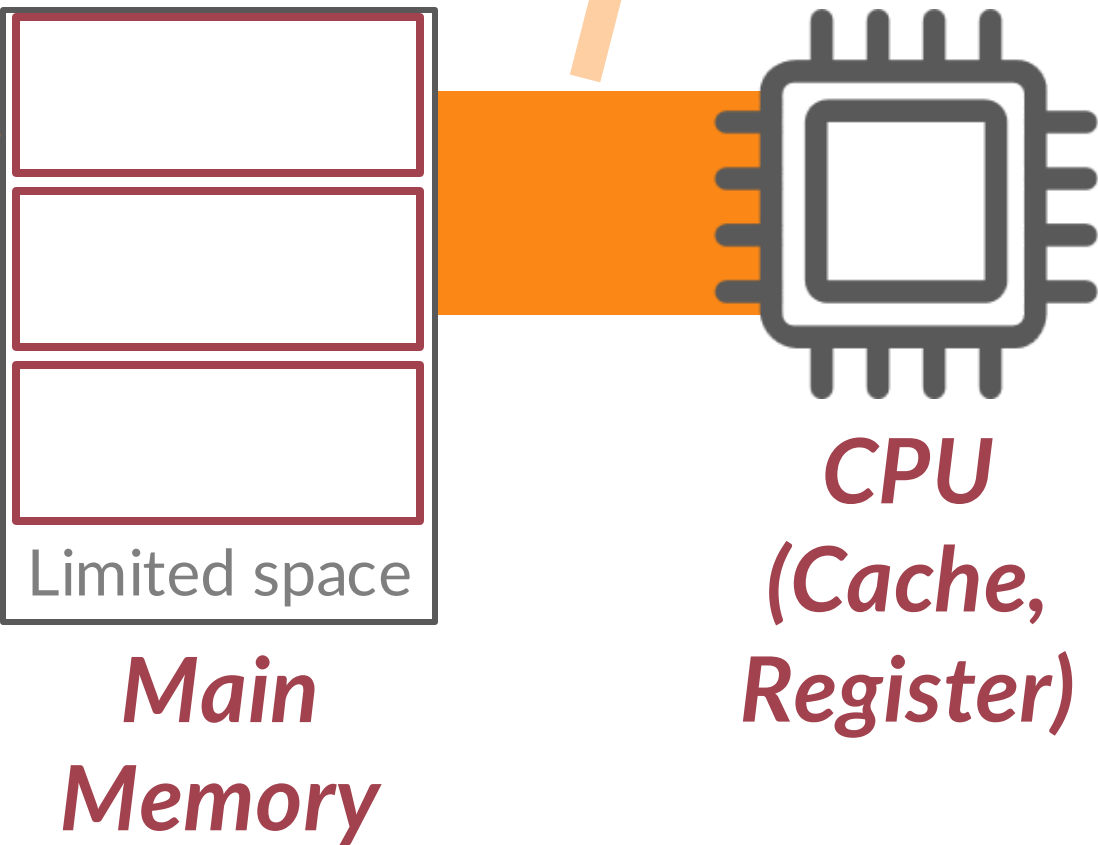 Limited space
Main
Memory
CPU
(Cache,
Register)